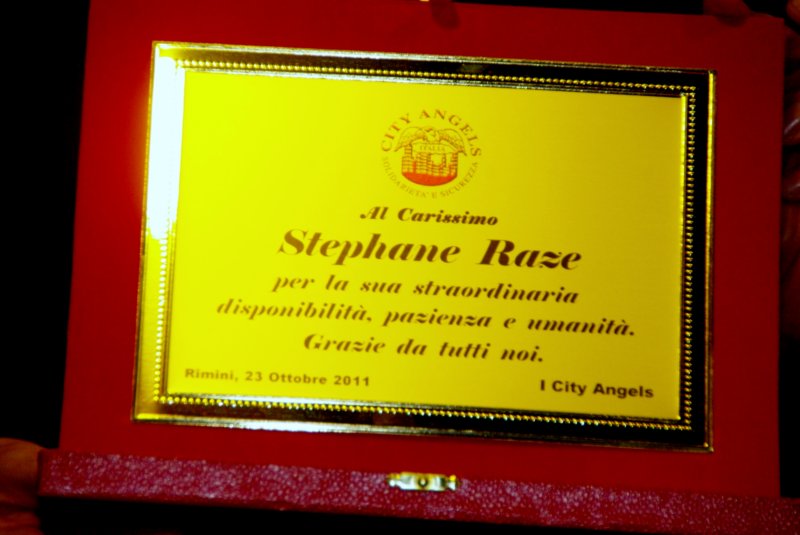 CITY ANGELS
ITALIA
SOLIDARIETA' E SICUREZZA
Al Carissimo
Stephane Raze
per la sua straordinaria
disponibilità, pazienza e umanità.
Grazie da tutti noi.
Rimini, 23 Ottobre 2011
I City Angels